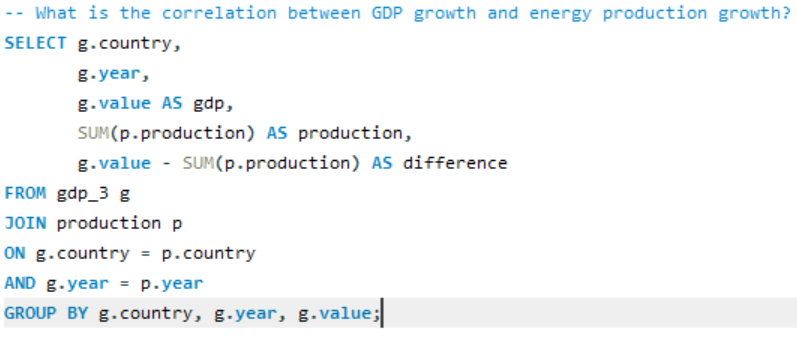 -- What is the correlation between GDP growth and energy production growth?
SELECT g.country,
g.year,
g.value AS gdp,
SUM(p.production) AS production,
g.value - SUM(p.production) AS difference
FROM gdp_3 g
JOIN production p
ON g.country = p.country
AND g.year = p.year
GROUP BY g.country, g.year, g.value;